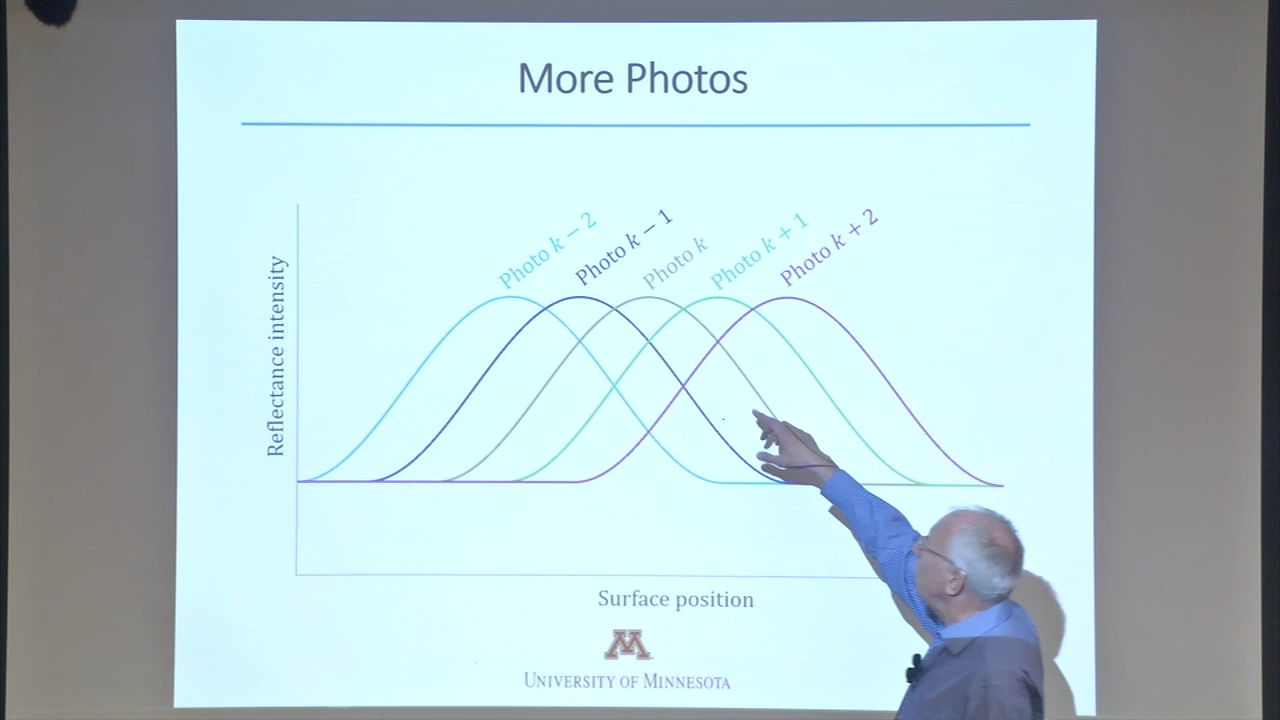 More Photos
Reflectance intensity
Photo k − 2
Photo k − 1
Photo k
Photo k + 1
Photo k + 2
Surface position
M
UNIVERSITY OF MINNESOTA